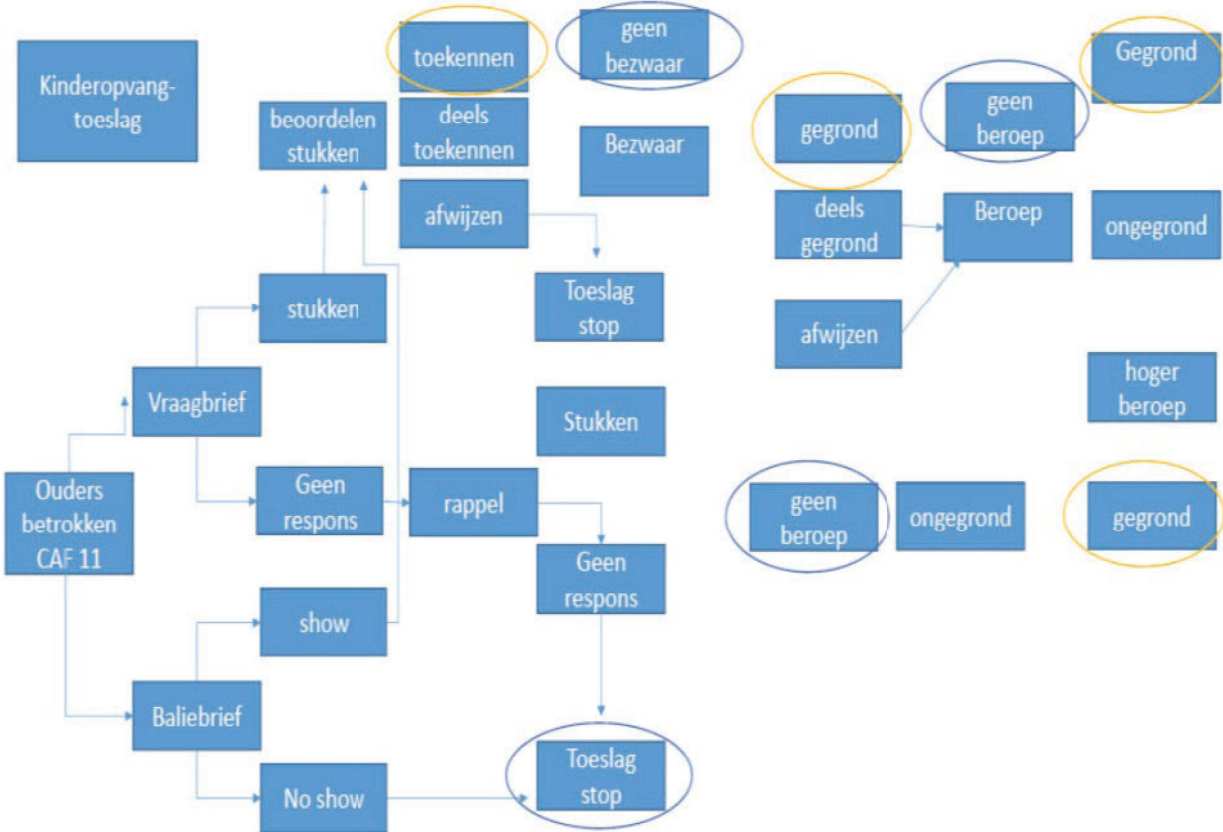 Kinderopvang-
toeslag
toekennen
geen
bezwaar
Gegrond
beoordelen
stukken
deels
toekennen
Bezwaar
gegrond
geen
beroep
afwijzen
deels
gegrond
Beroep
ongegrond
stukken
Toeslag
stop
afwijzen
Vraagbrief
Stukken
hoger
beroep
Ouders
betrokken
CAF 11
Geen
respons
rappel
geen
beroep
ongegrond
gegrond
Geen
respons
show
Baliebrief
No show
Toeslag
stop